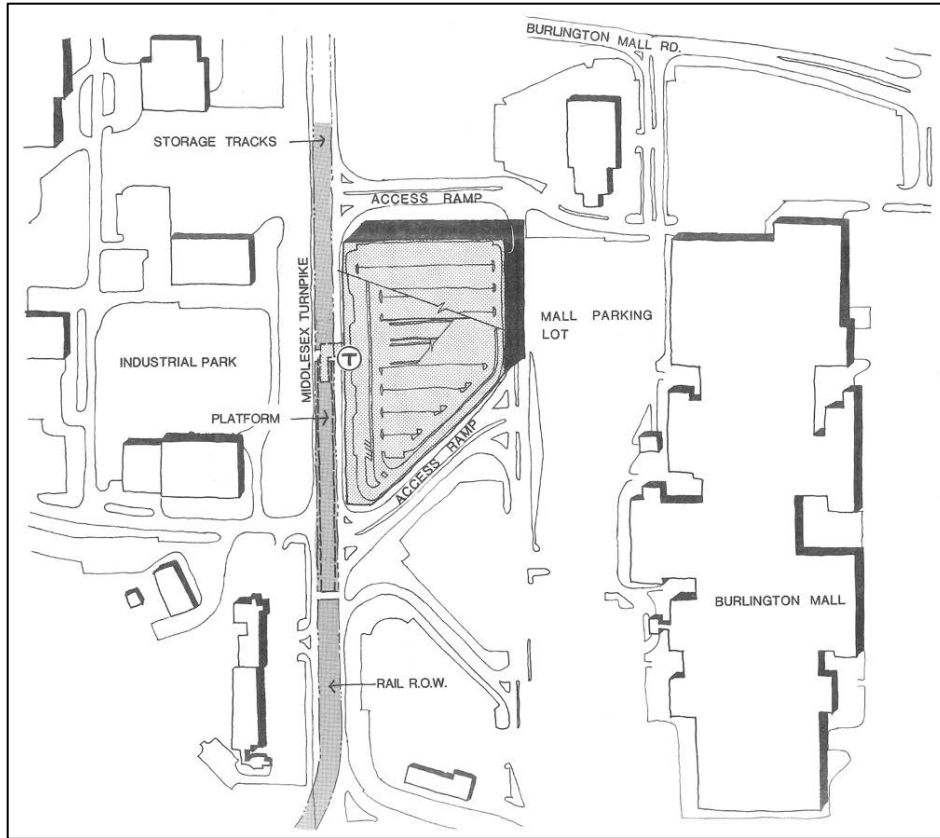 BURLINGTON MALL RD.
STORAGE TRACKS
ACCESS RAMP
MIDDLESEX TURNPIKE
MALL PARKING
LOT
T
INDUSTRIAL PARK
PLATFORM
ACCESS RAMP
BURLINGTON MALL
RAIL R.O.W.